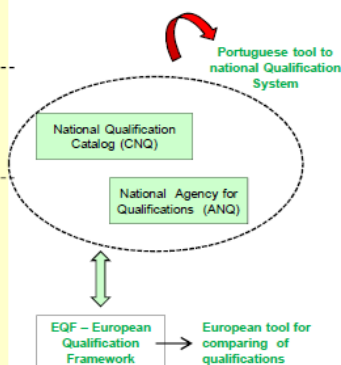 Portuguese tool to
national Qualification
System
National Qualification
Catalog (CNQ)
National Agency for
Qualifications (ANQ)
EQF – European
Qualification
Framework
European tool for
comparing of
qualifications